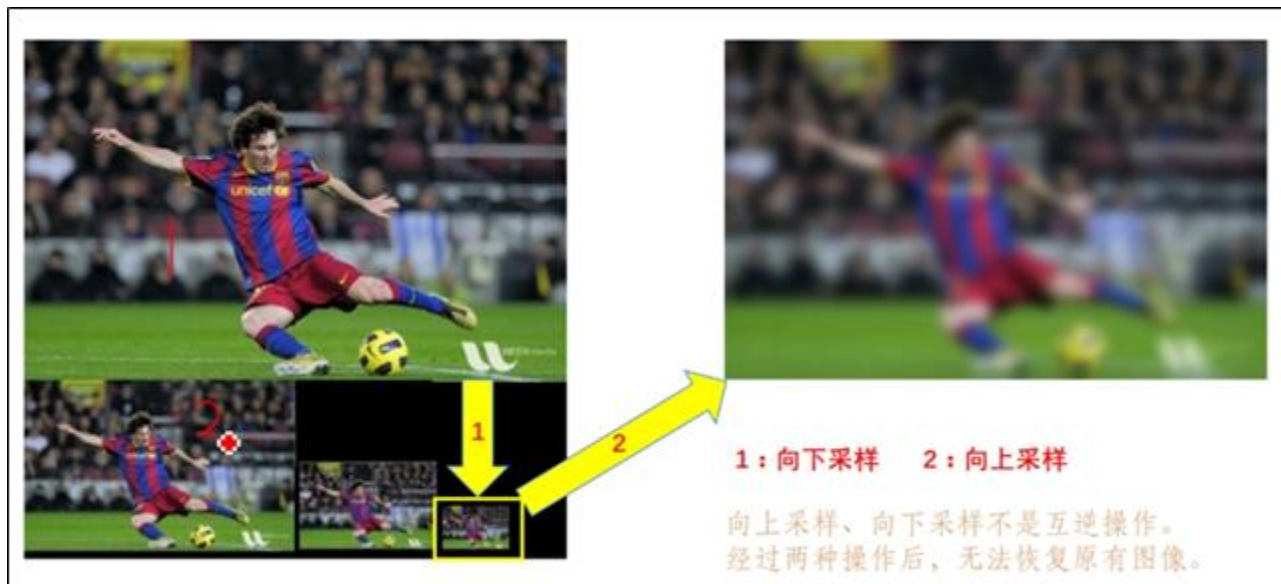 unicef
1
2
1：向下采样 2：向上采样
向上采样、向下采样不是互逆操作。
经过两种操作后，无法恢复原有图像。